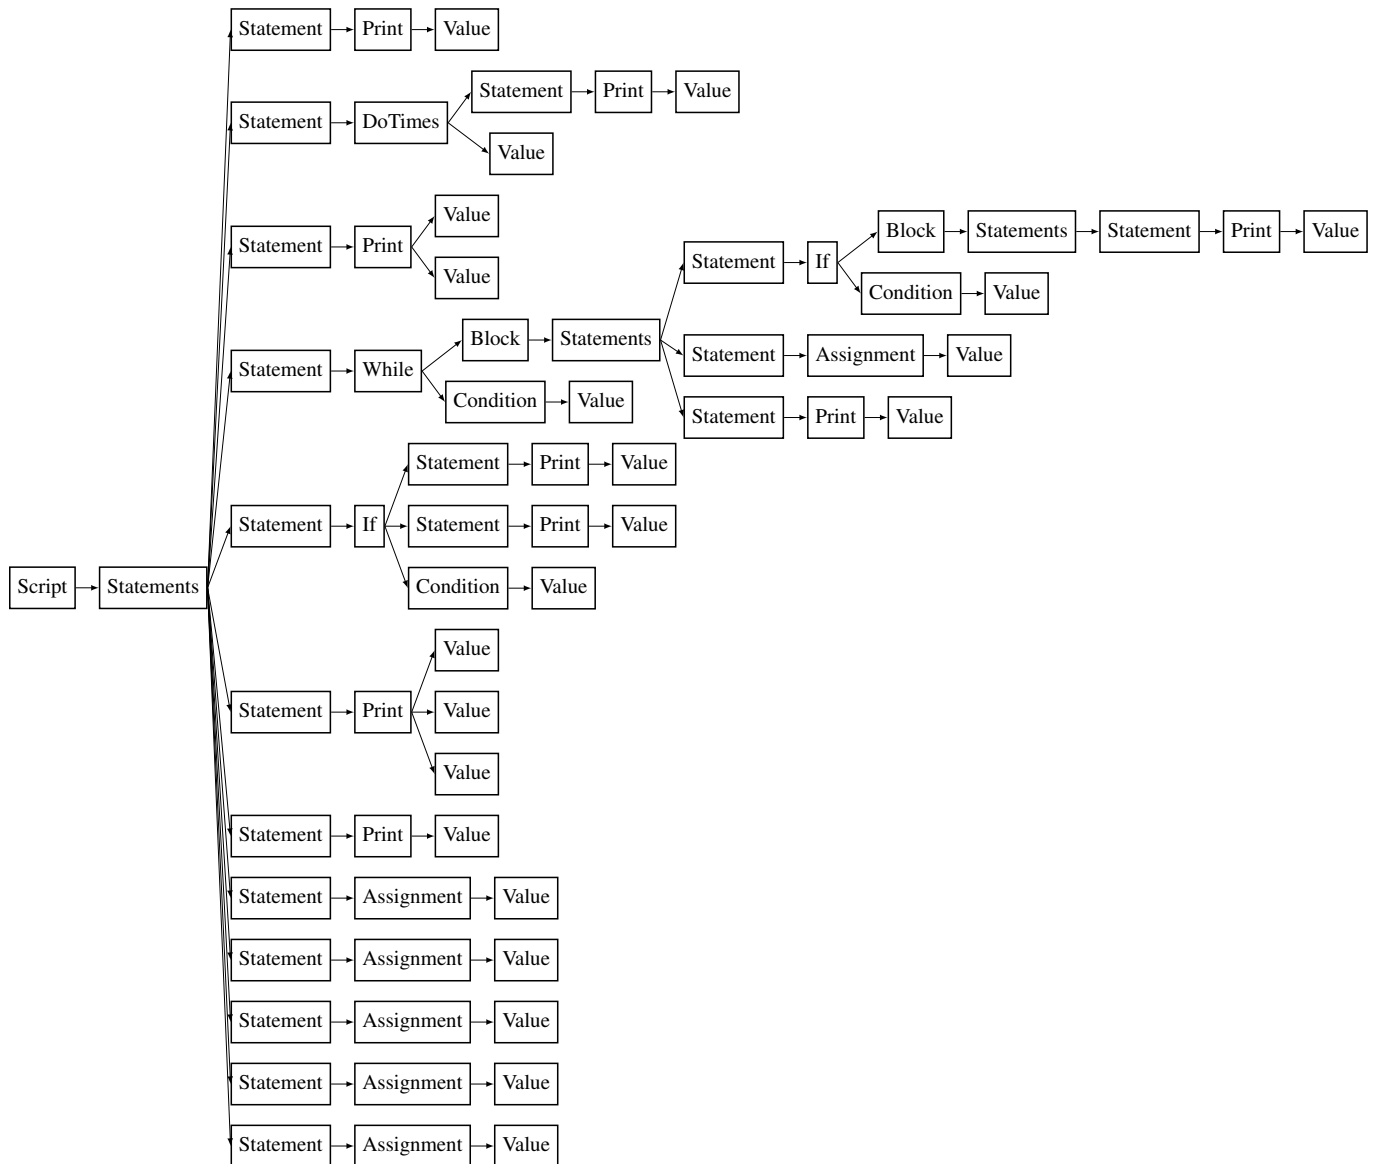 Statement Print Value
Statement Print Value
Statement DoTimes
Value
Value
Block Statements Statement Print Value
Statement Print
Statement If
Value
Condition Value
Block Statements
Statement Assignment Value
Statement While
Condition Value
Statement Print Value
Statement Print Value
Statement If Statement Print Value
Script Statements Condition Value
Value
Statement Print Value
Value
Statement Print Value
Statement Assignment Value
Statement Assignment Value
Statement Assignment Value
Statement Assignment Value
Statement Assignment Value